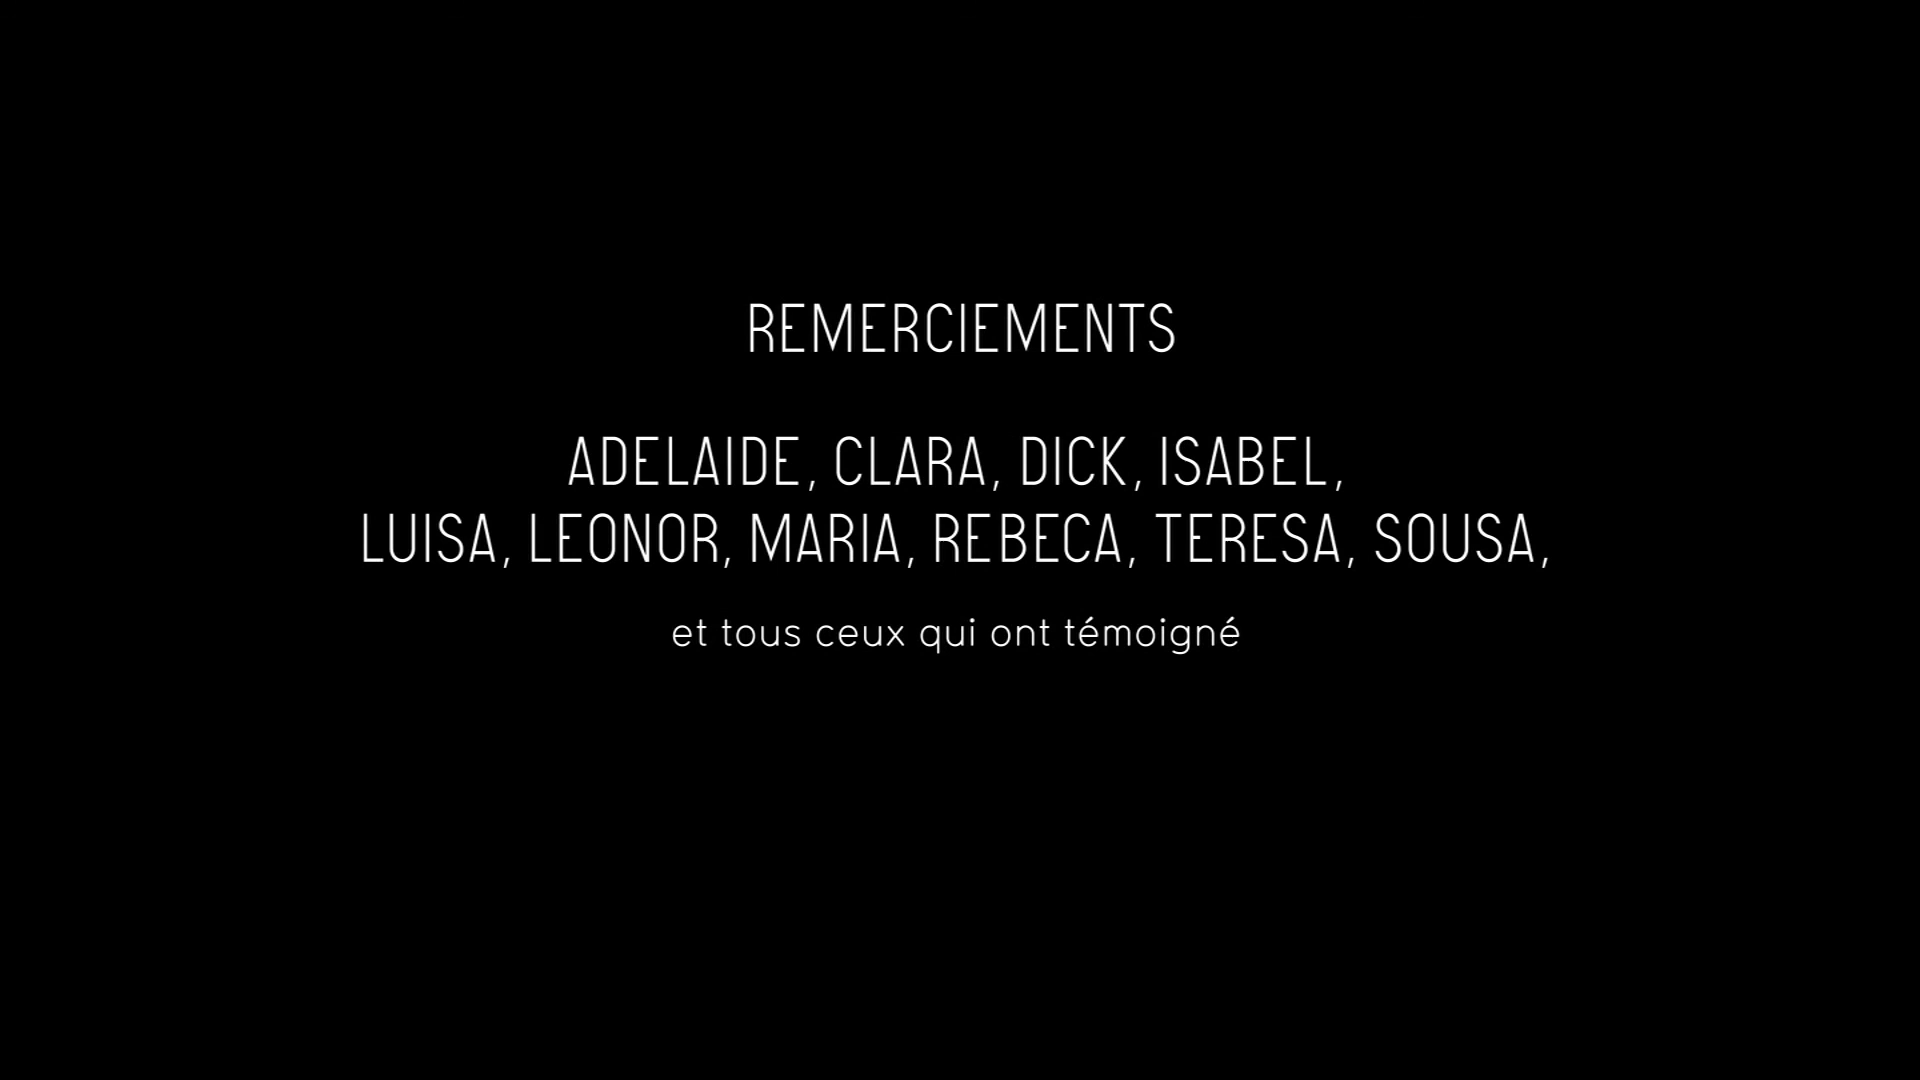 REMERCIEMENTS
ADELAIDE, CLARA, DICK, ISABEL,
LUISA, LEONOR, MARIA, REBECA, TERESA, SOUSA,
et tous ceux qui ont témoigné